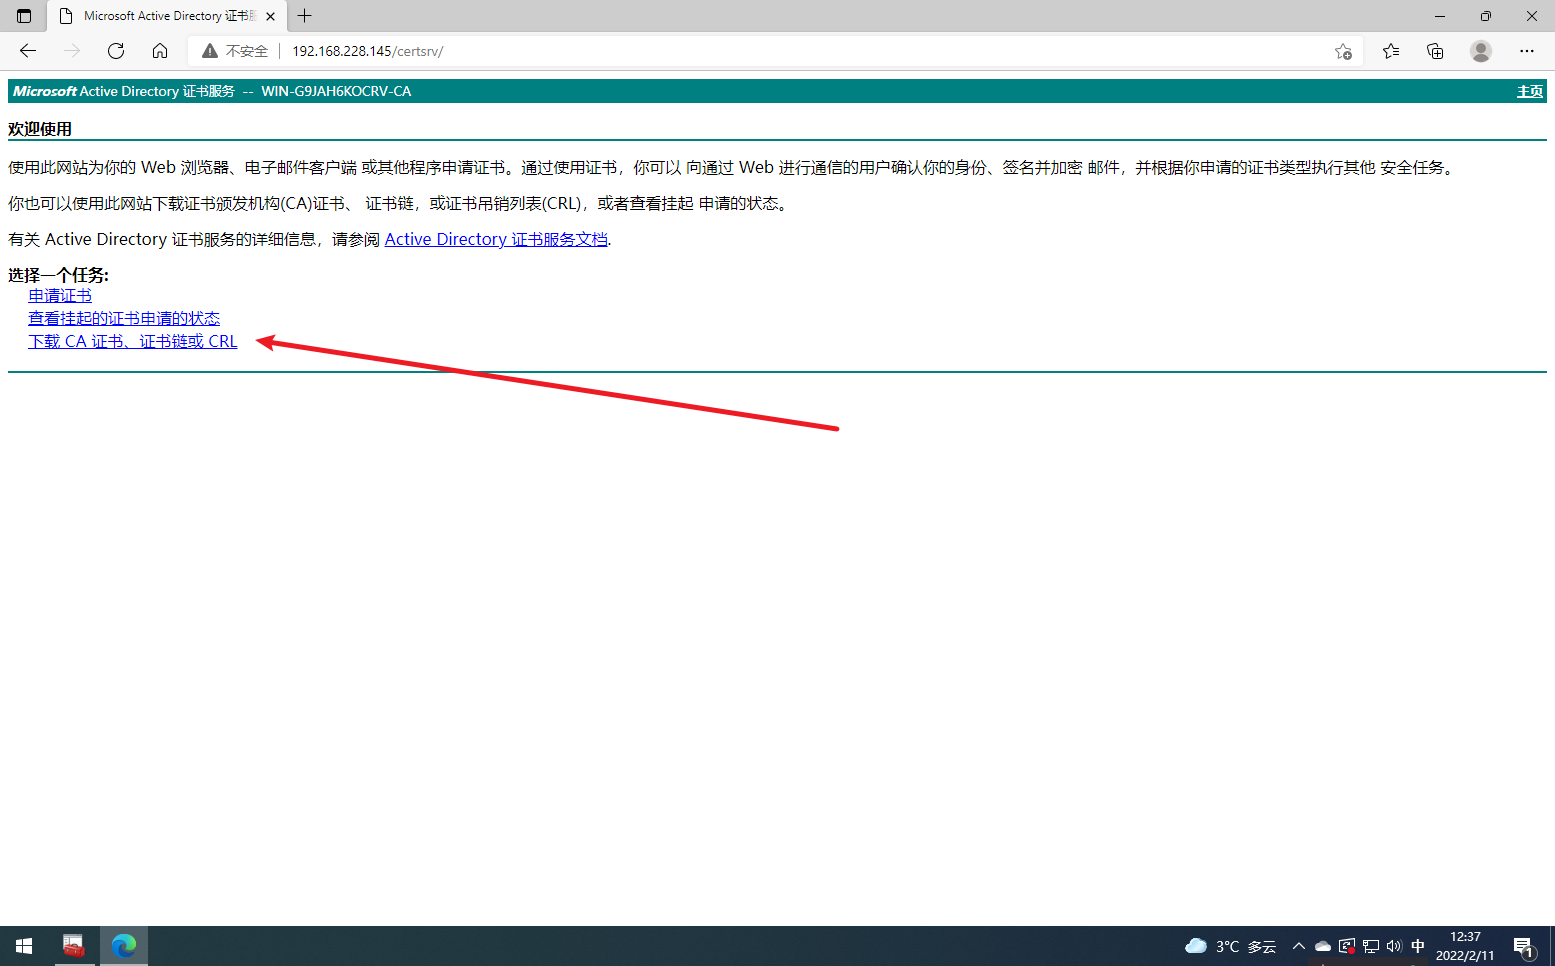 Microsoft Active Directory 证书服
不安全 192.168.228.145/certsrv/
Microsoft Active Directory 证书服务 -- WIN-G9JAH6KOCRV-CA 主页
欢迎使用
使用此网站为你的 Web 浏览器、电子邮件客户端 或其他程序申请证书。通过使用证书，你可以 向通过 Web 进行通信的用户确认你的身份、签名并加密 邮件，并根据你申请的证书类型执行其他 安全任务。
你也可以使用此网站下载证书颁发机构(CA)证书、 证书链，或证书吊销列表(CRL)，或者查看挂起 申请的状态。
有关 Active Directory 证书服务的详细信息，请参阅 Active Directory 证书服务文档.
选择一个任务:
申请证书
查看挂起的证书申请的状态
下载 CA 证书、证书链或 CRL
3°C 多云 中 12:37
2022/2/11 1